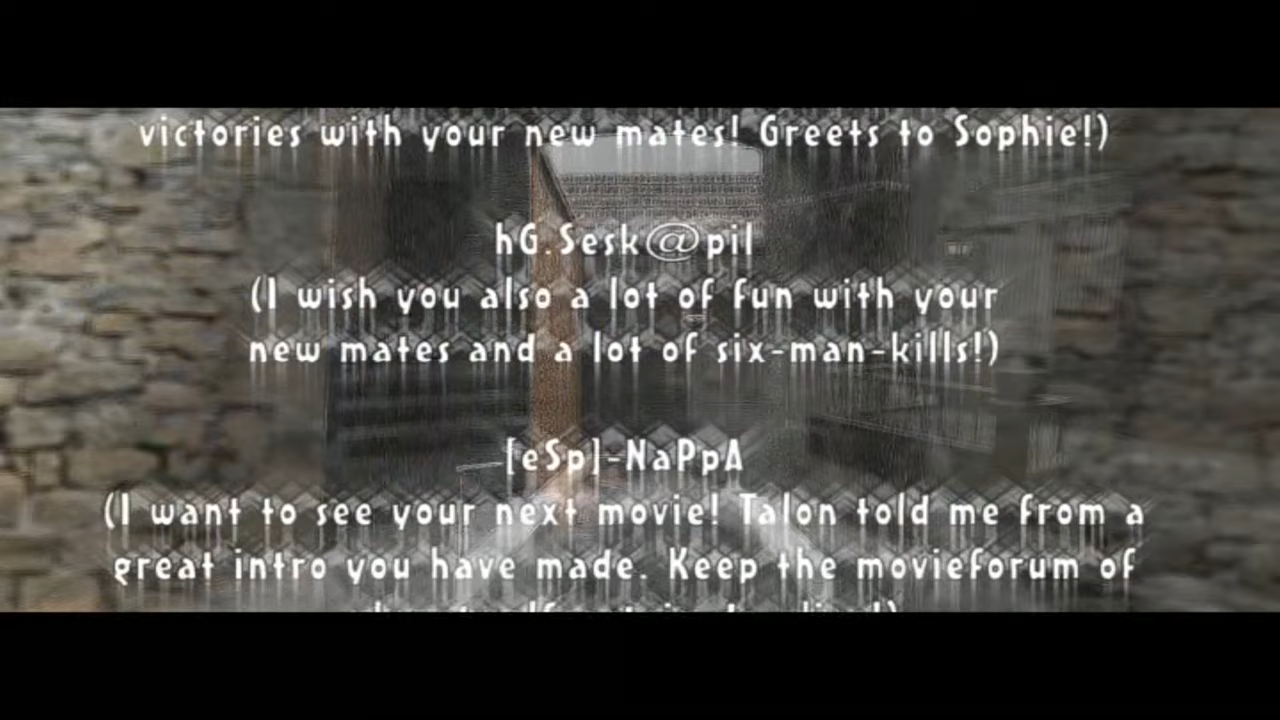 victories with your new mates! Greets to Sophie!)
hG.Sesk@pil
(I wish you also a lot of fun with your
new mates and a lot of six-man-kills!)
[eSp]-NaPpA
(I want to see your next movie! Talon told me from a
great intro you have made. Keep the movieforum of